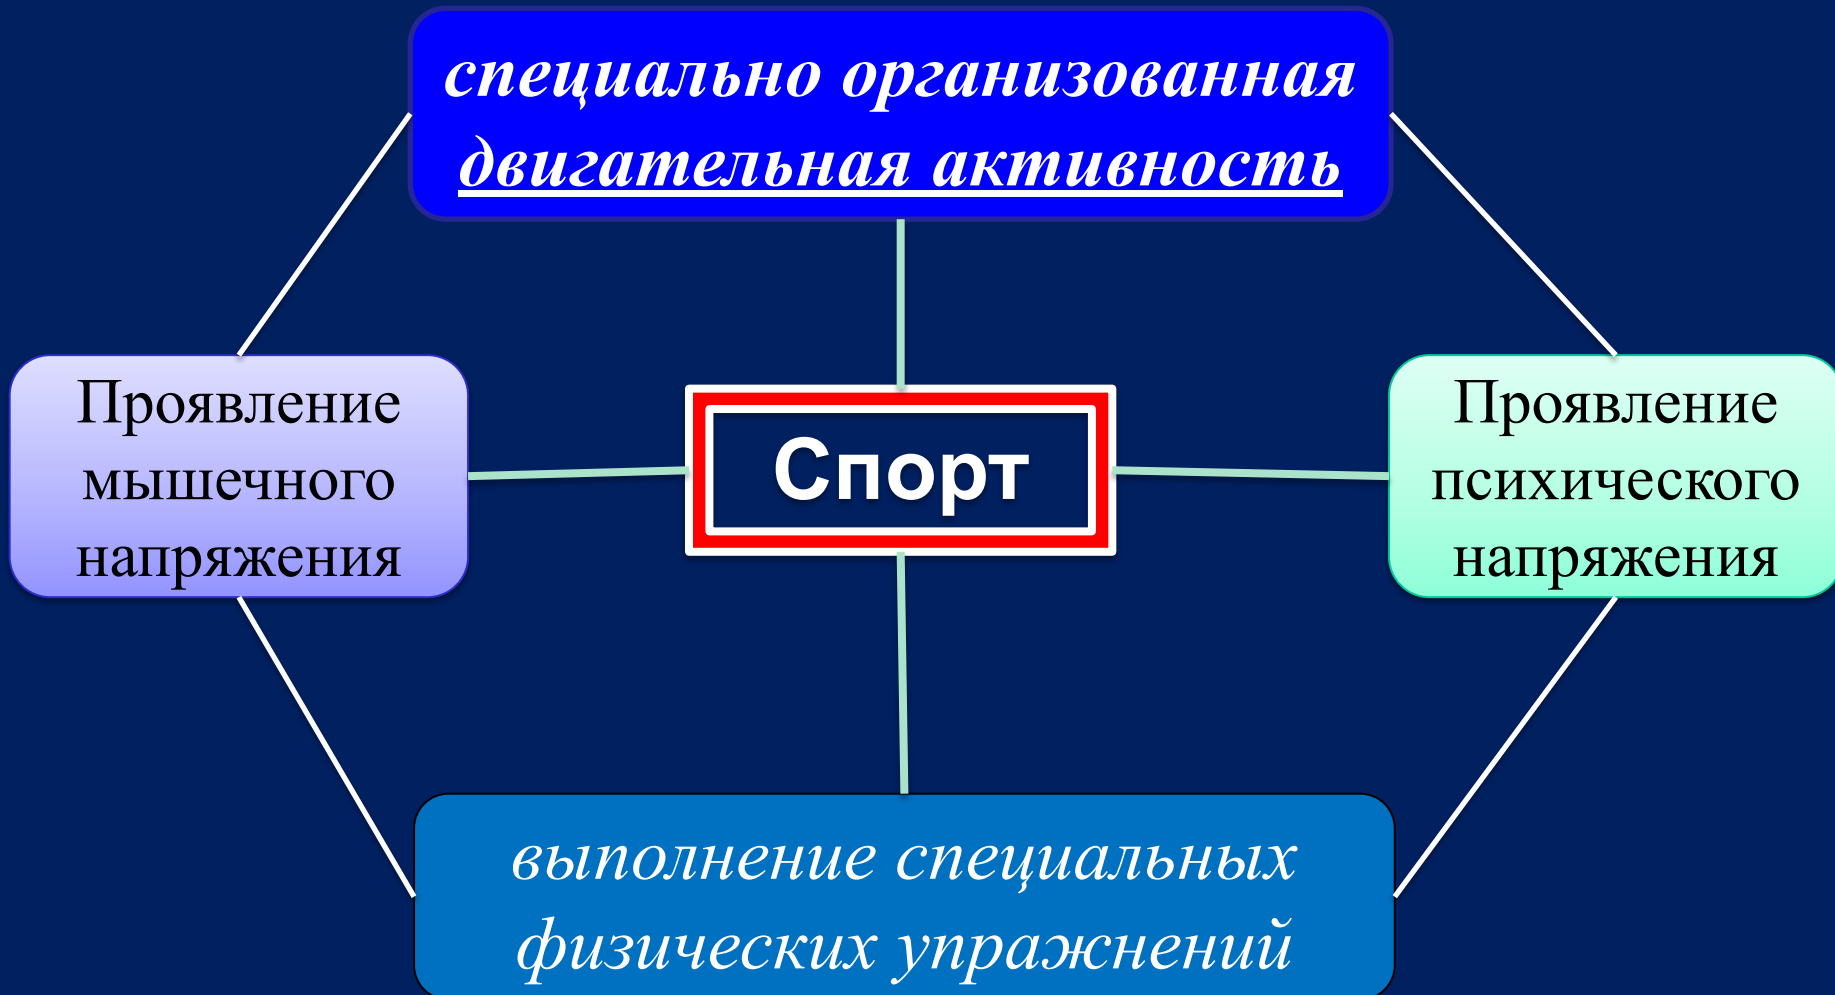 специально организованная
двигательная активность
Проявление
мышечного
напряжения
Спорт
Проявление
психического
напряжения
выполнение специальных
физических упражнений